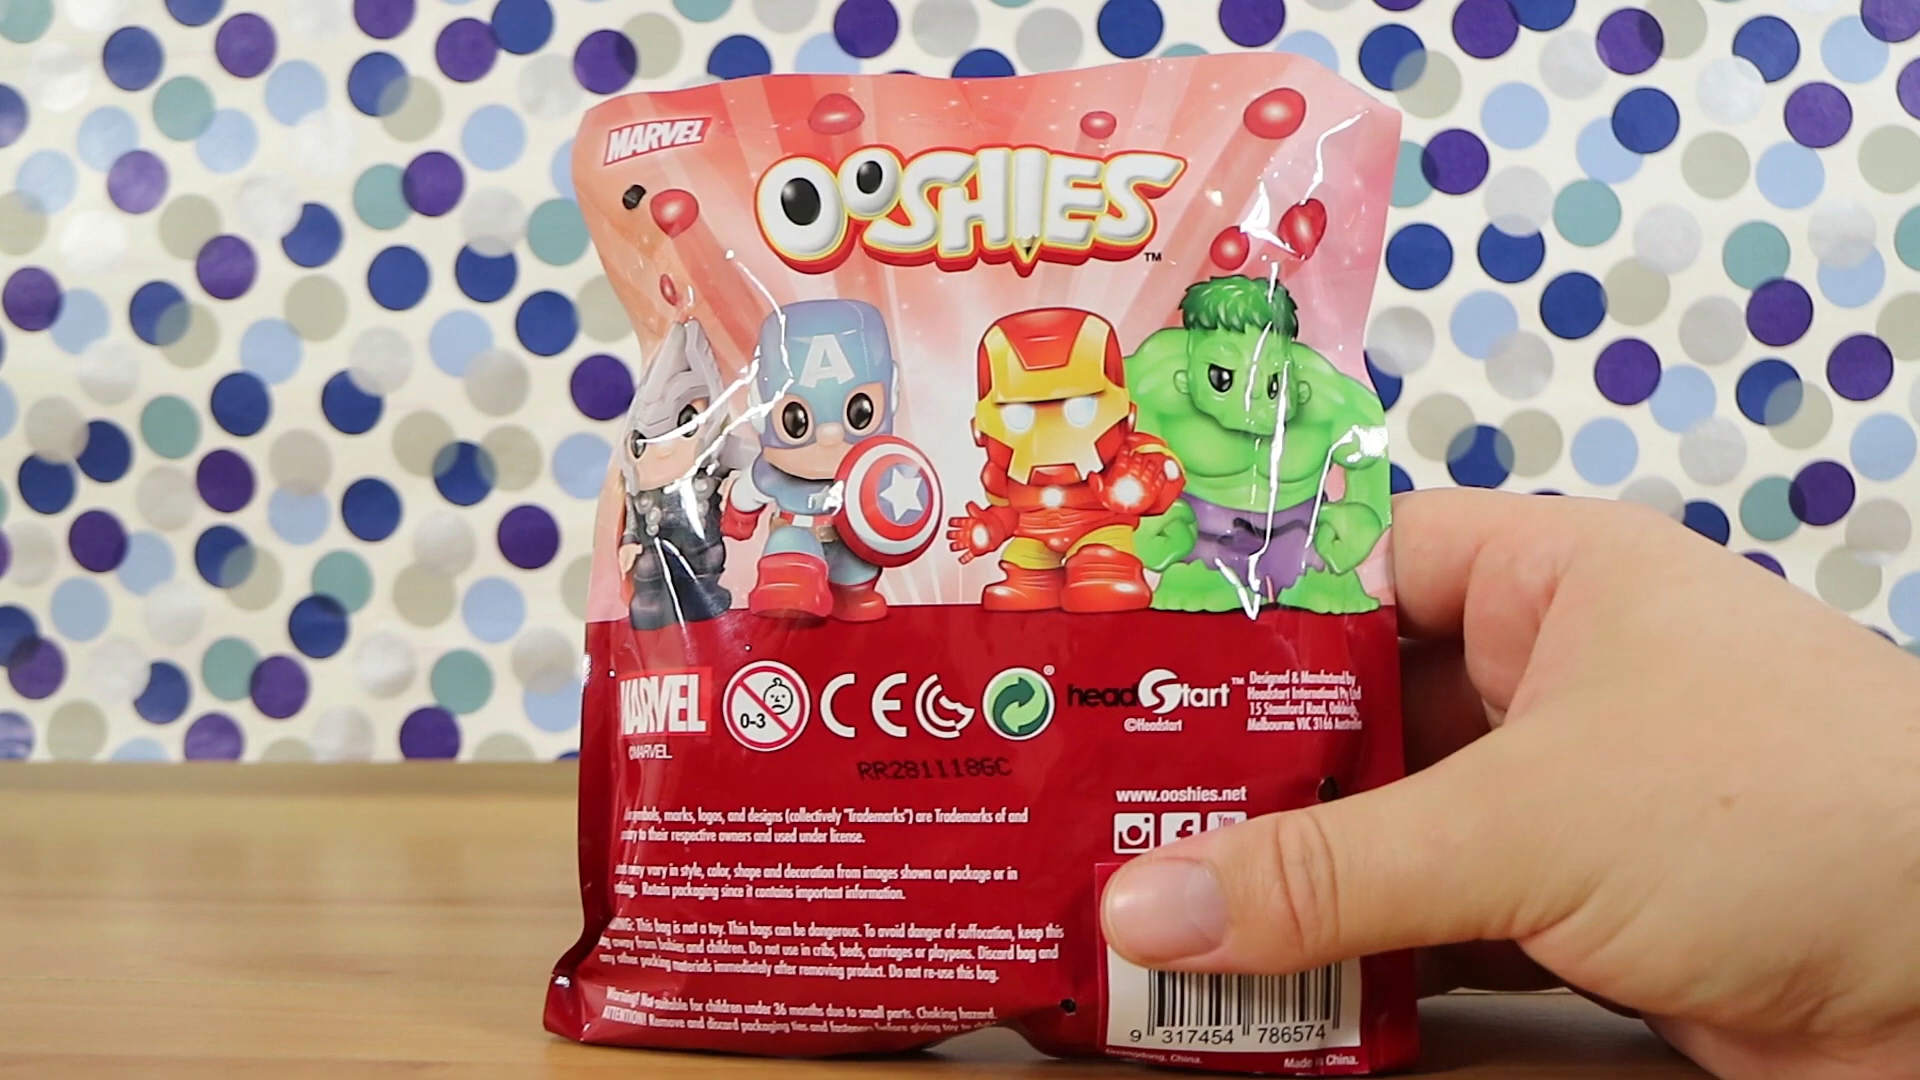 MARVEL
OOSHIES™
A
MARVEL
©MARVEL
0-3
CE
®
headstart™
©Headstart
Designed & Manufactured by
Headstart International Pty Ltd
15 Stamford Road, Oakleigh,
Melbourne VIC 3166 Australia
RR281118GC
symbols, marks, logos, and designs (collectively "Trademarks") are Trademarks of and
to their respective owners and used under license.
may vary in style, color, shape and decoration from images shown on package or in
Retain packaging since it contains important information.
This bag is not a toy. Thin bags can be dangerous. To avoid danger of suffocation, keep this
away from babies and children. Do not use in cribs, beds, carriages or playpens. Discard bag and
any other packing materials immediately after removing product. Do not re-use this bag.
Warning! Not suitable for children under 36 months due to small parts. Choking hazard.
ATTENTION! Remove and discard packaging ties and fasteners before giving toy to
www.ooshies.net
f
You
9 317454 786574
Guangdong, China.
Made in China.